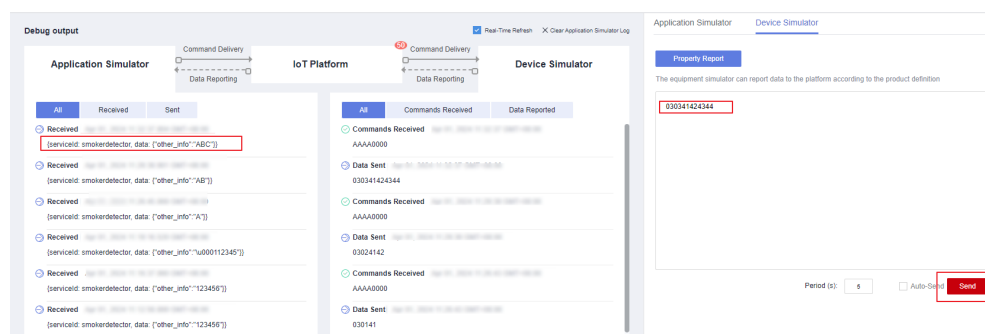 Debug output
Real-Time Refresh
Clear Application Simulator Log
Application Simulator
Command Delivery
Data Reporting
IoT Platform
50
Command Delivery
Data Reporting
Device Simulator
All Received Sent
Received
{serviceId: smokerdetector, data: {"other_info":"ABC"}}
Received
{serviceId: smokerdetector, data: {"other_info":"AB"}}
Received
{serviceId: smokerdetector, data: {"other_info":"A"}}
Received
{serviceId: smokerdetector, data: {"other_info":"\u000112345"}}
Received
{serviceId: smokerdetector, data: {"other_info":"123456"}}
Received
{serviceId: smokerdetector, data: {"other_info":"123456"}}
All Commands Received Data Reported
Commands Received
AAAA0000
Data Sent
030341424344
Commands Received
AAAA0000
Data Sent
03024142
Commands Received
AAAA0000
Data Sent
030141
Application Simulator Device Simulator
Property Report
The equipment simulator can report data to the platform according to the product definition
030341424344
Period (s): 5 Auto-Send Send